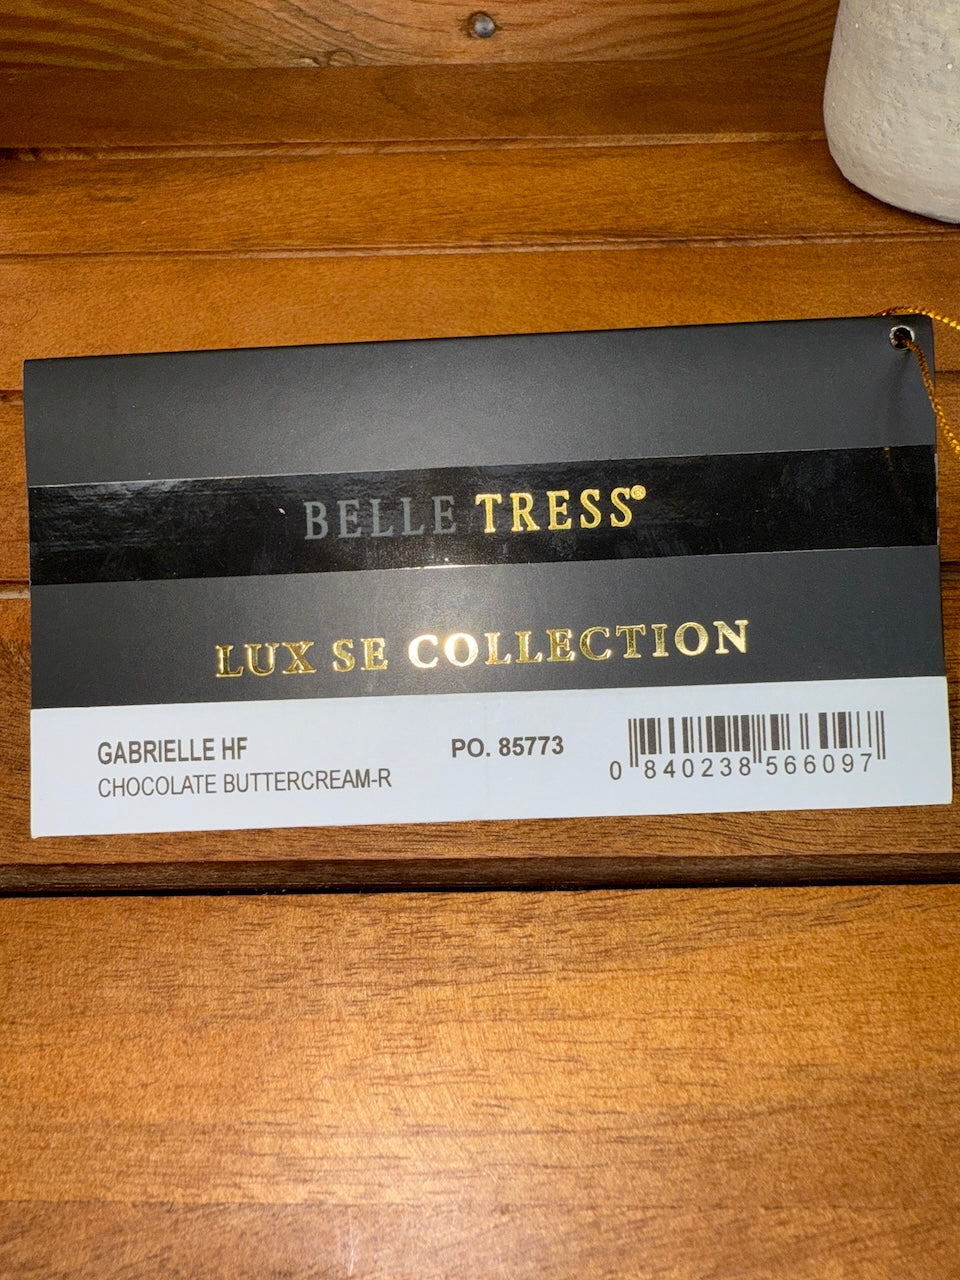 BELLE TRESS®
LUX SE COLLECTION
GABRIELLE HF
CHOCOLATE BUTTERCREAM-R
PO. 85773
0 840238 566097